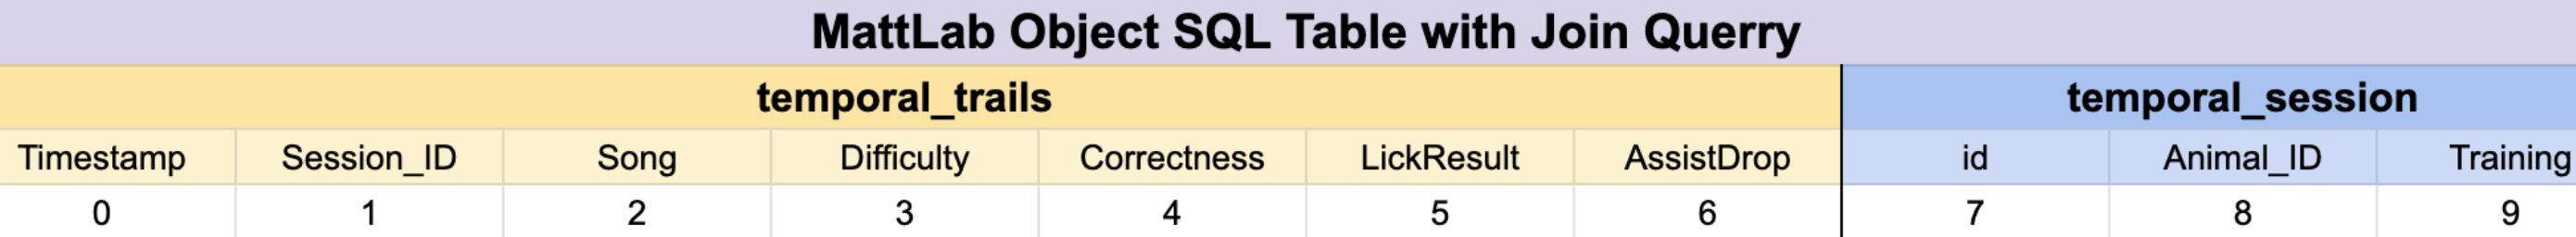 MattLab Object SQL Table with Join Querry
temporal_trails temporal_session
Timestamp Session_ID Song Difficulty Correctness LickResult AssistDrop id Animal_ID Training
0 1 2 3 4 5 6 7 8 9